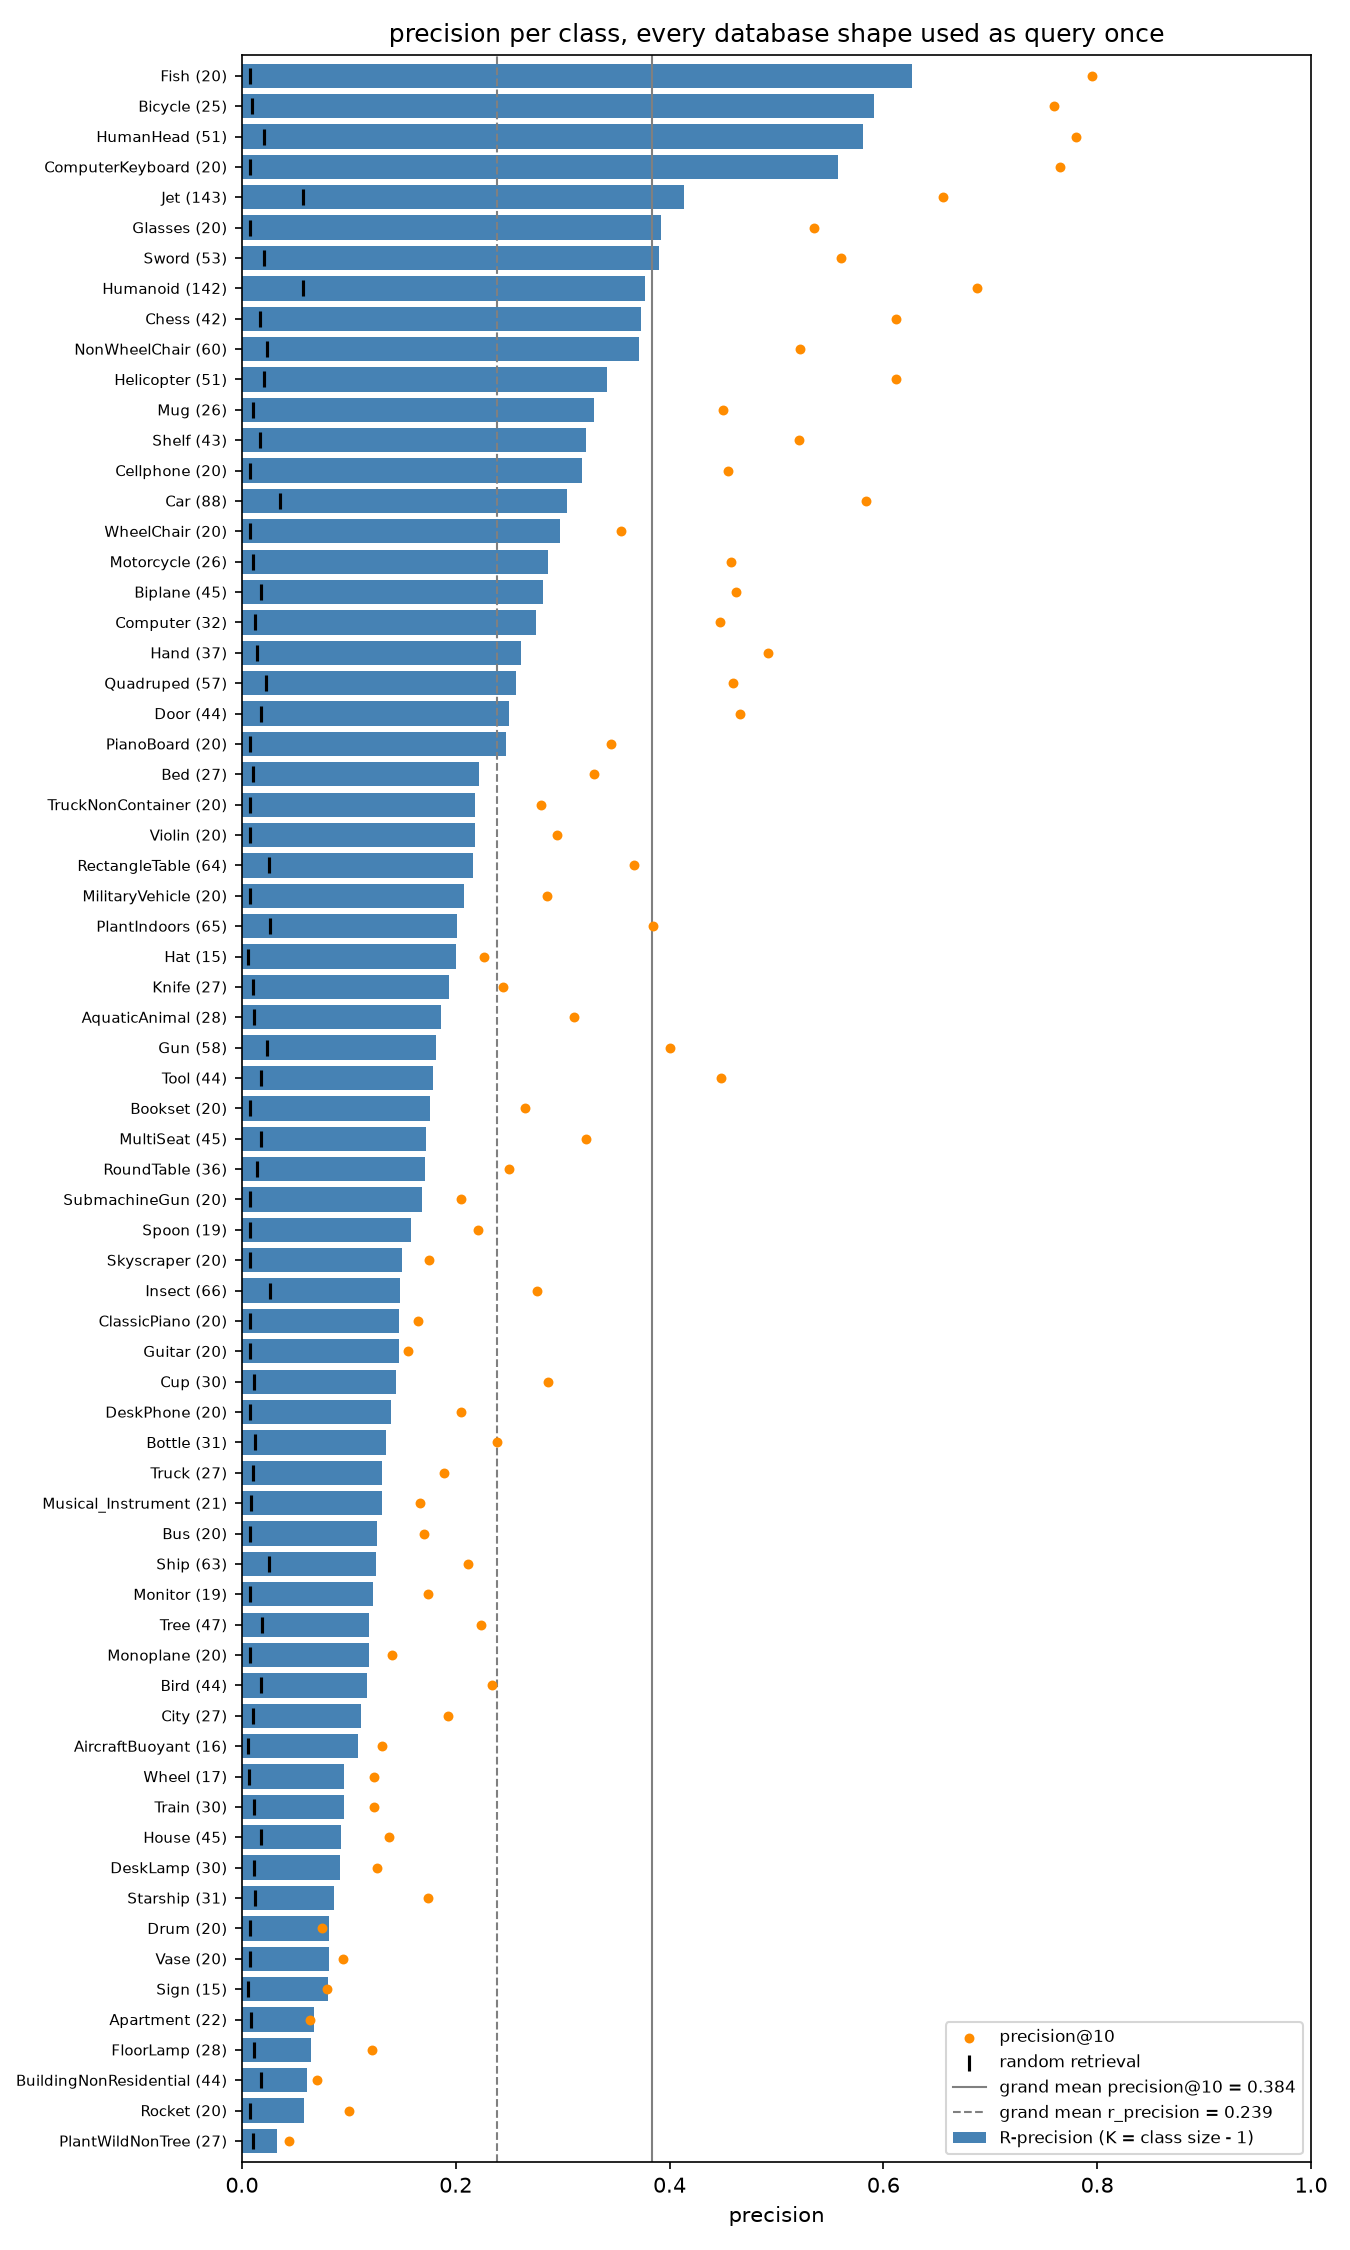 precision per class, every database shape used as query once
Fish (20)
Bicycle (25)
HumanHead (51)
ComputerKeyboard (20)
Jet (143)
Glasses (20)
Sword (53)
Humanoid (142)
Chess (42)
NonWheelChair (60)
Helicopter (51)
Mug (26)
Shelf (43)
Cellphone (20)
Car (88)
WheelChair (20)
Motorcycle (26)
Biplane (45)
Computer (32)
Hand (37)
Quadruped (57)
Door (44)
PianoBoard (20)
Bed (27)
TruckNonContainer (20)
Violin (20)
RectangleTable (64)
MilitaryVehicle (20)
PlantIndoors (65)
Hat (15)
Knife (27)
AquaticAnimal (28)
Gun (58)
Tool (44)
Bookset (20)
MultiSeat (45)
RoundTable (36)
SubmachineGun (20)
Spoon (19)
Skyscraper (20)
Insect (66)
ClassicPiano (20)
Guitar (20)
Cup (30)
DeskPhone (20)
Bottle (31)
Truck (27)
Musical_Instrument (21)
Bus (20)
Ship (63)
Monitor (19)
Tree (47)
Monoplane (20)
Bird (44)
City (27)
AircraftBuoyant (16)
Wheel (17)
Train (30)
House (45)
DeskLamp (30)
Starship (31)
Drum (20)
Vase (20)
Sign (15)
Apartment (22)
FloorLamp (28)
BuildingNonResidential (44)
Rocket (20)
PlantWildNonTree (27)
precision@10
random retrieval
grand mean precision@10 = 0.384
grand mean r_precision = 0.239
R-precision (K = class size - 1)
0.0 0.2 0.4 0.6 0.8 1.0
precision